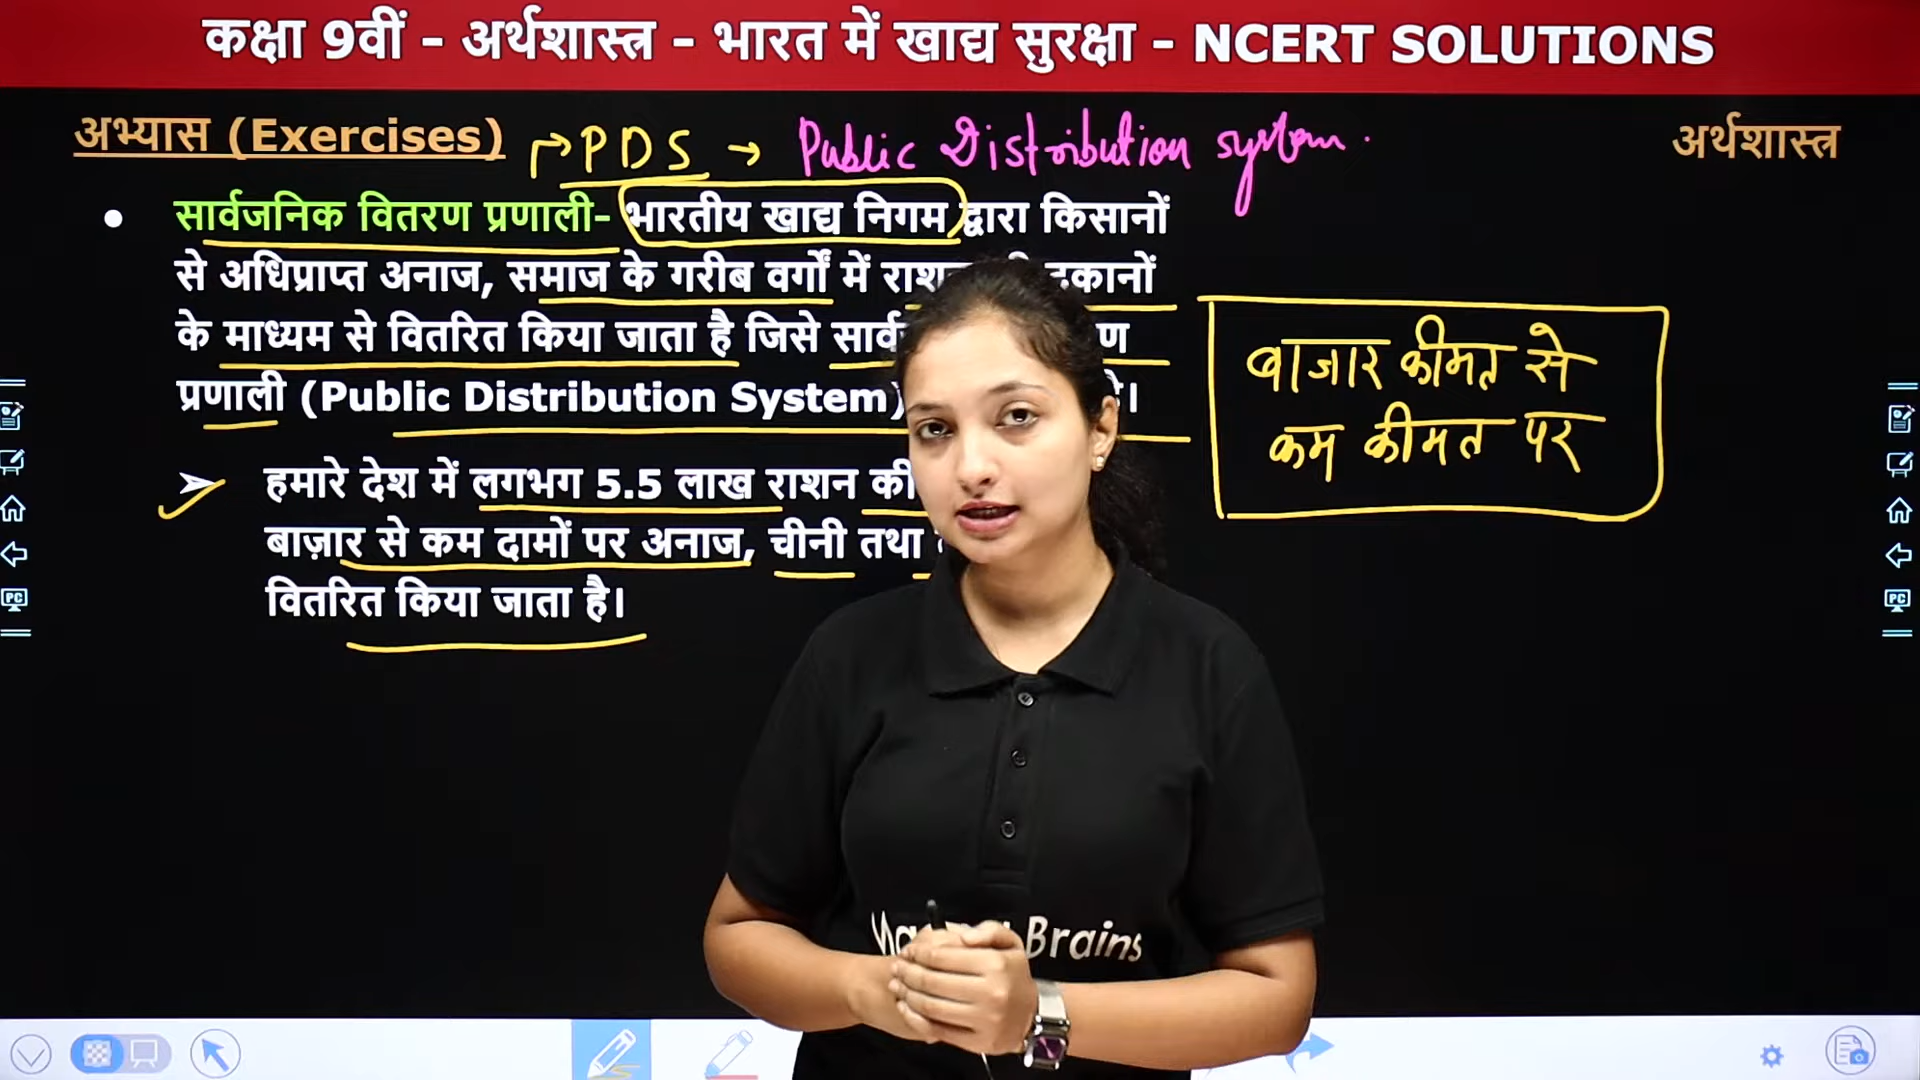 कक्षा 9वीं - अर्थशास्त्र - भारत में खाद्य सुरक्षा - NCERT SOLUTIONS
अभ्यास (Exercises)
PDS → Public Distribution system.
अर्थशास्त्र
• सार्वजनिक वितरण प्रणाली- भारतीय खाद्य निगम द्वारा किसानों
से अधिप्राप्त अनाज, समाज के गरीब वर्गों में
के माध्यम से वितरित किया जाता है जिसे
प्रणाली (Public Distribution System)
➢ हमारे देश में लगभग 5.5 लाख राशन की
बाज़ार से कम दामों पर अनाज, चीनी तथा
वितरित किया जाता है।
बाजार कीमत से
कम कीमत पर
Brains
PC
PC